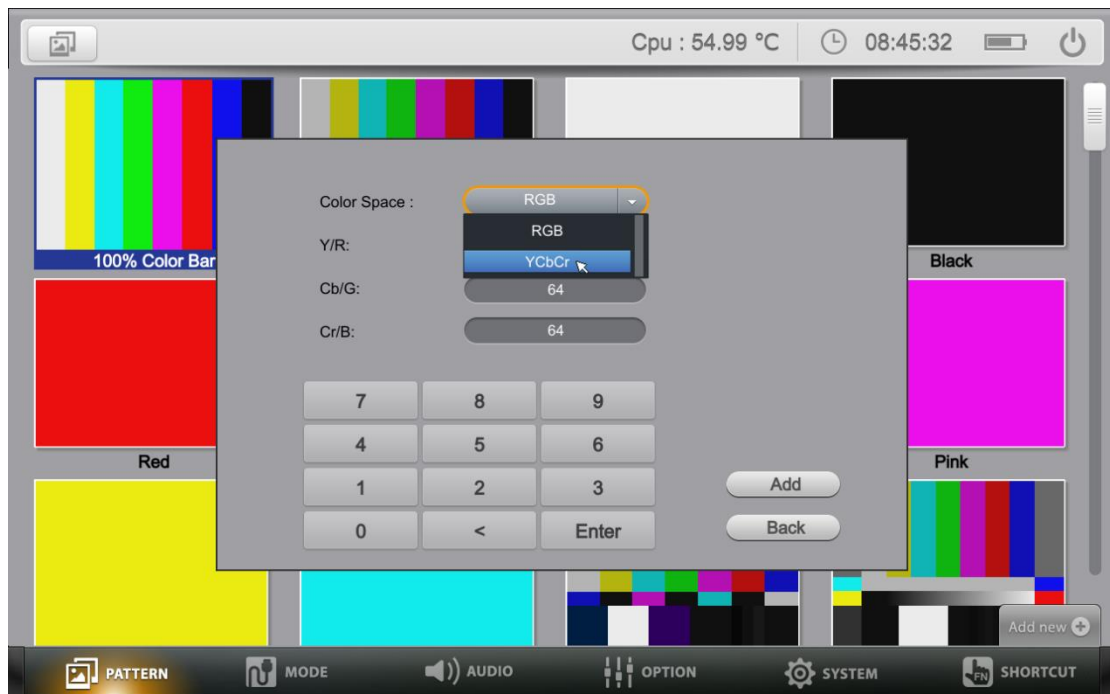 Cpu : 54.99 °C 08:45:32
Color Space : RGB
RGB
Y/R:
YCbCr
100% Color Bar
Black
Cb/G: 64
Cr/B: 64
7 8 9
4 5 6
Red
Pink
1 2 3
Add
0 < Enter
Back
Add new
PATTERN MODE AUDIO OPTION SYSTEM FN SHORTCUT